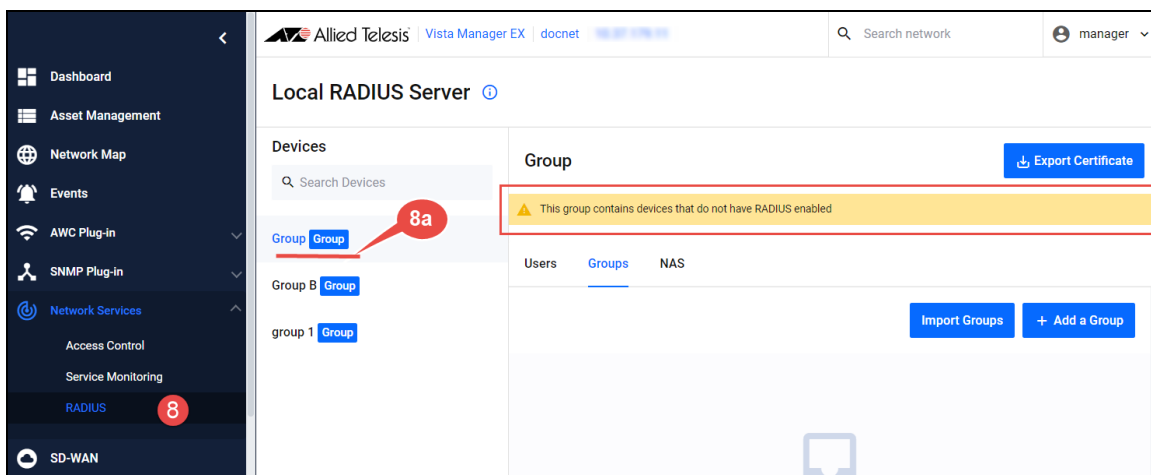 Allied Telesis Vista Manager EX docnet
Search network
manager
Dashboard
Asset Management
Network Map
Events
AWC Plug-in
SNMP Plug-in
Network Services
Access Control
Service Monitoring
RADIUS
8
SD-WAN
Local RADIUS Server
Devices
Search Devices
8a
Group Group
Group B Group
group 1 Group
Group
Export Certificate
This group contains devices that do not have RADIUS enabled
Users Groups NAS
Import Groups
+ Add a Group